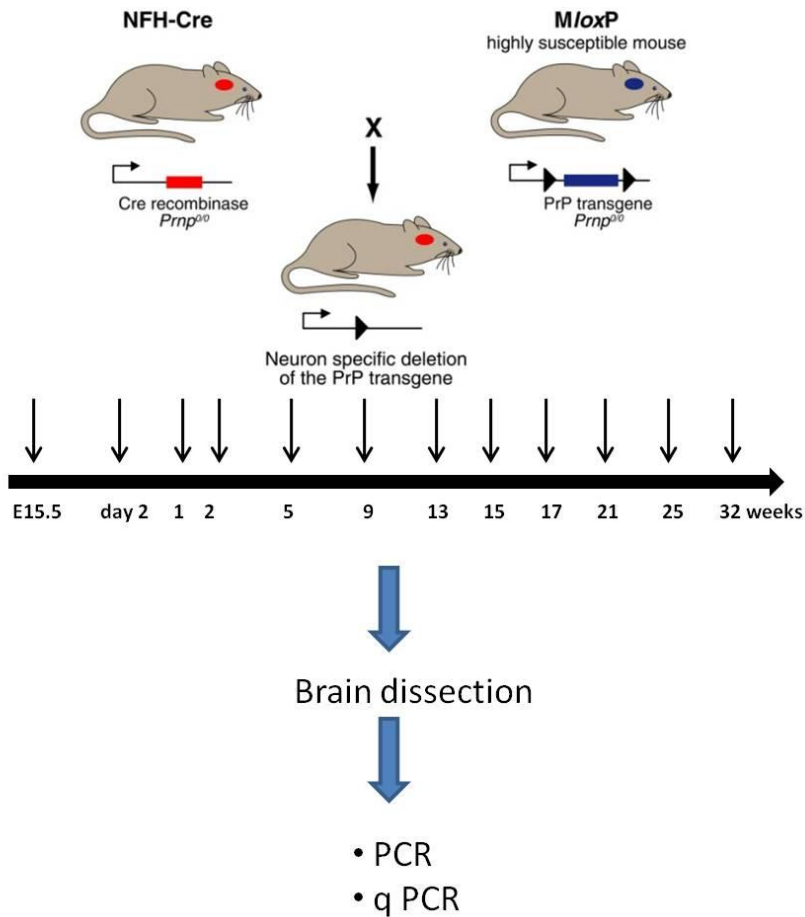 NFH-Cre
MloxP
highly susceptible mouse
X
Cre recombinase
Prnp0/0
PrP transgene
Prnp0/0
Neuron specific deletion
of the PrP transgene
E15.5 day 2 1 2 5 9 13 15 17 21 25 32 weeks
Brain dissection
• PCR
• q PCR